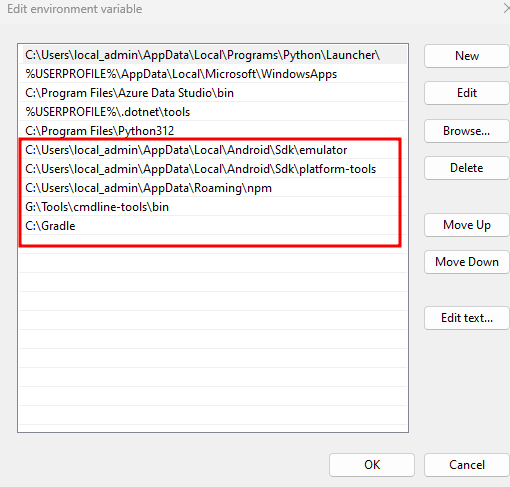 Edit environment variable
C:\Users\local_admin\AppData\Local\Programs\Python\Launcher\
%USERPROFILE%\AppData\Local\Microsoft\WindowsApps
C:\Program Files\Azure Data Studio\bin
%USERPROFILE%\.dotnet\tools
C:\Program Files\Python312
C:\Users\local_admin\AppData\Local\Android\Sdk\emulator
C:\Users\local_admin\AppData\Local\Android\Sdk\platform-tools
C:\Users\local_admin\AppData\Roaming\npm
G:\Tools\cmdline-tools\bin
C:\Gradle
New
Edit
Browse...
Delete
Move Up
Move Down
Edit text...
OK
Cancel